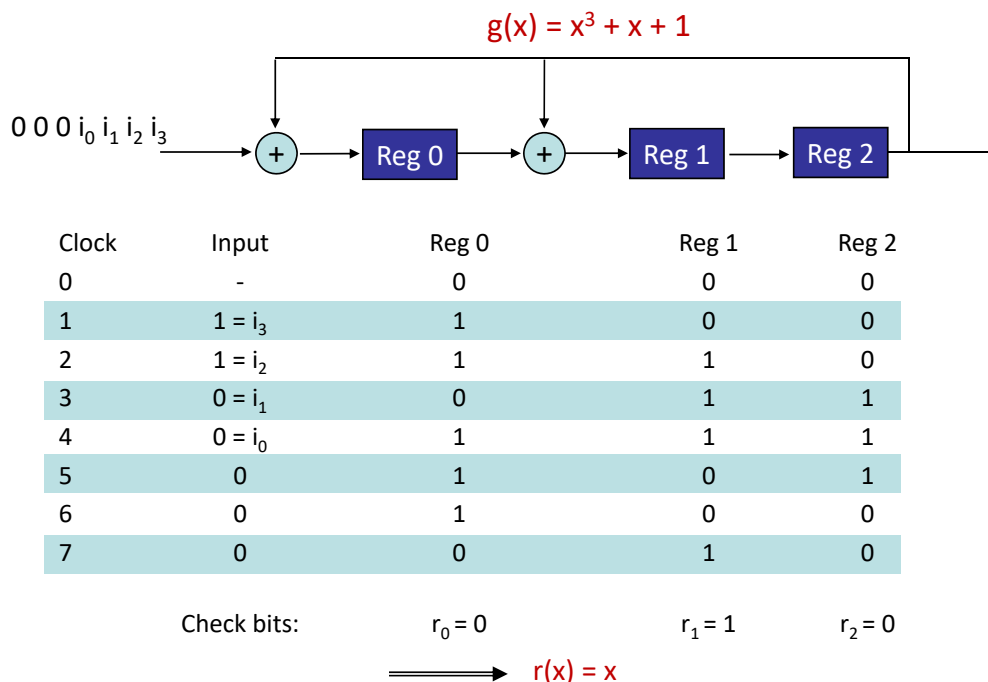 g(x) = x³ + x + 1
0 0 0 i₀ i₁ i₂ i₃
+ Reg 0 + Reg 1 Reg 2
Clock Input Reg 0 Reg 1 Reg 2
0 - 0 0 0
1 1 = i₃ 1 0 0
2 1 = i₂ 1 1 0
3 0 = i₁ 0 1 1
4 0 = i₀ 1 1 1
5 0 1 0 1
6 0 1 0 0
7 0 0 1 0
Check bits: r₀ = 0 r₁ = 1 r₂ = 0
r(x) = x